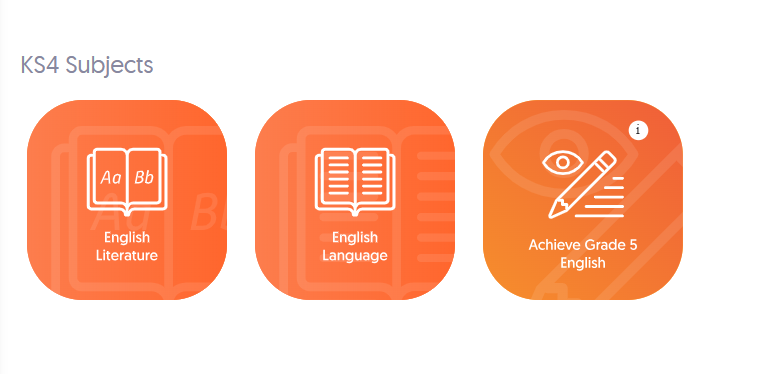 KS4 Subjects
Aa Bb
English
Literature
English
Language
i
Achieve Grade 5
English